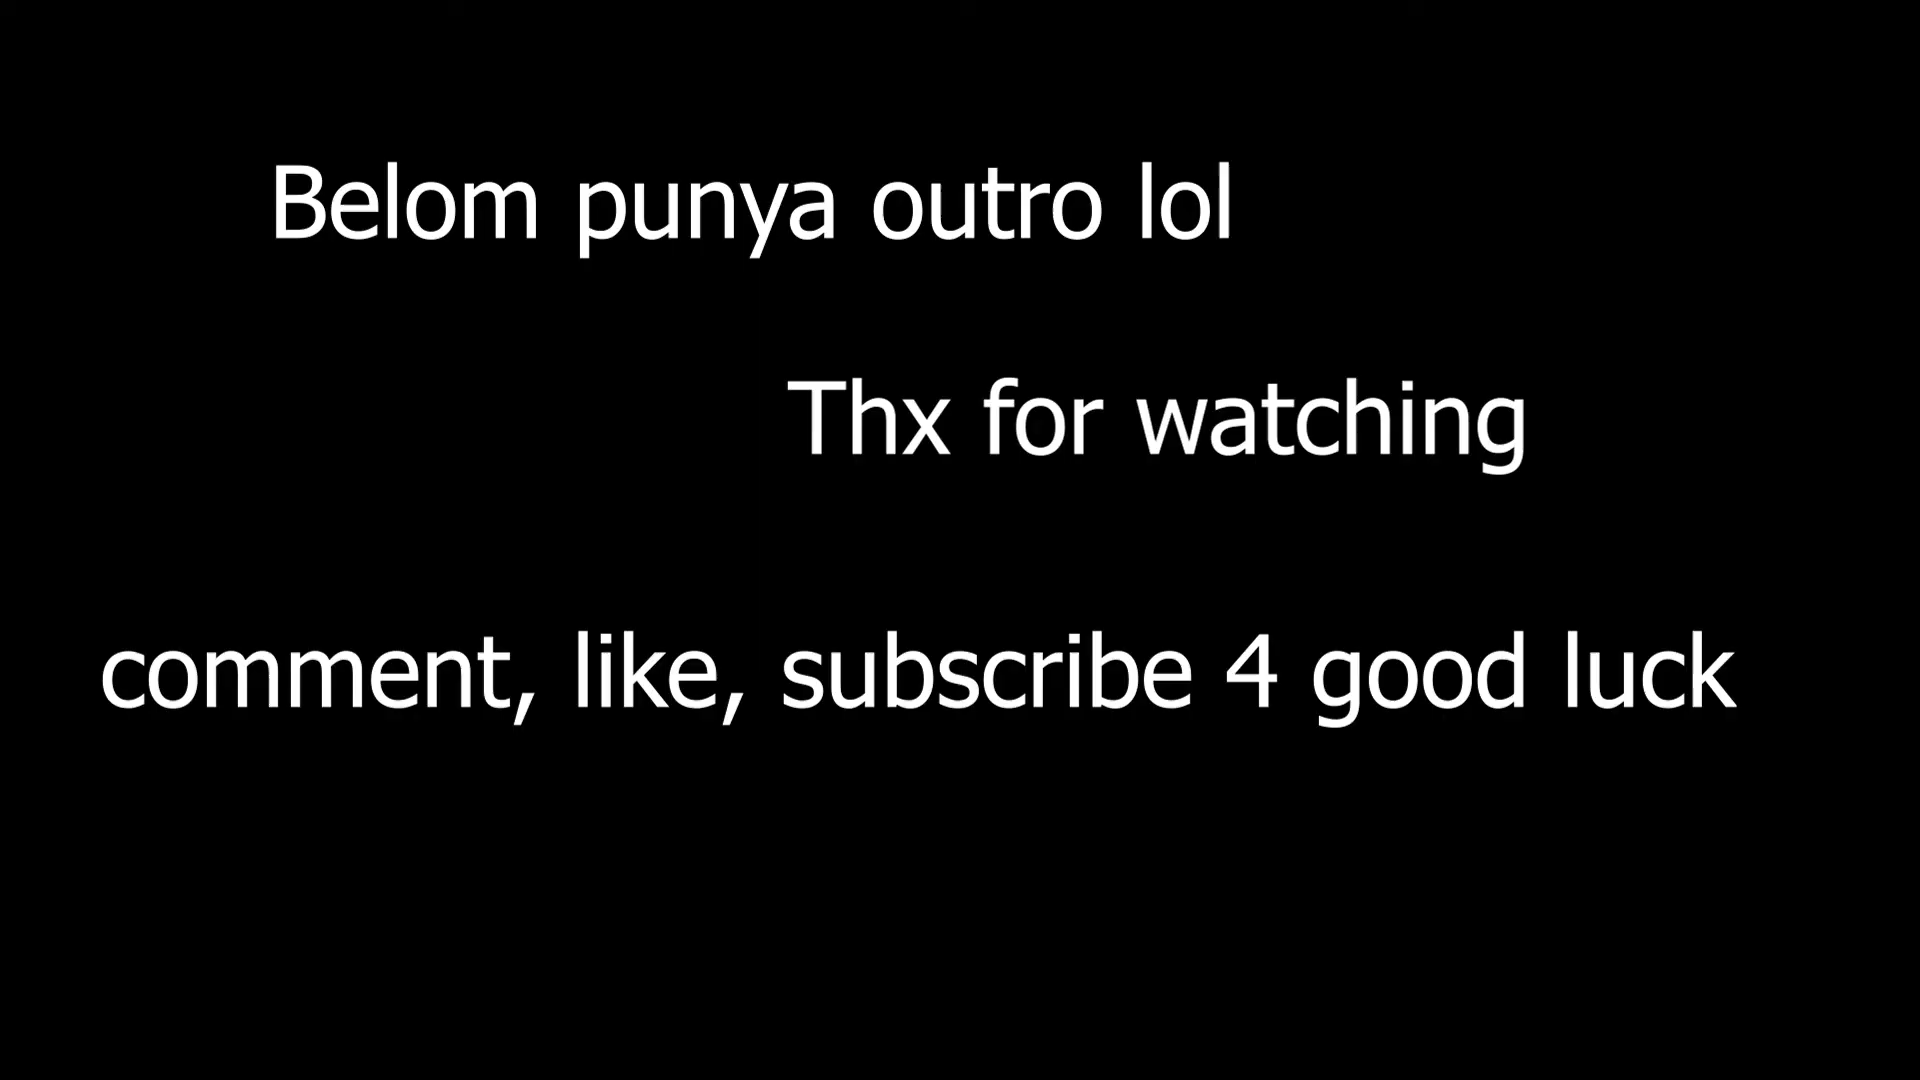 Belom punya outro lol
Thx for watching
comment, like, subscribe 4 good luck